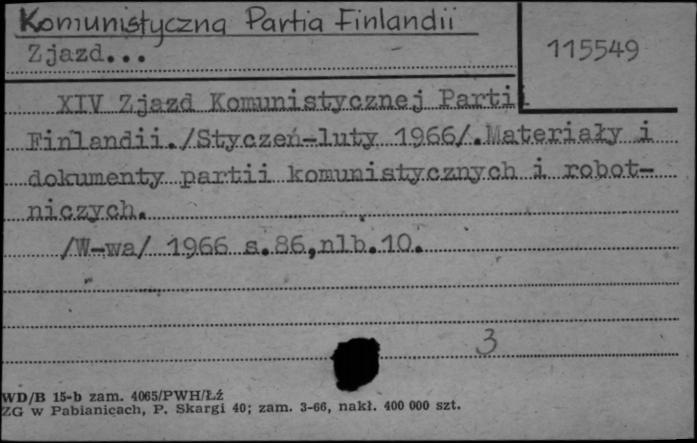 Komunistyczna Partia Finlandii
Zjazd...
115549
XIV Zjazd Komunistycznej Partii
Finlandii./Styczeń-luty 1966/.Materiały i
dokumenty partii komunistycznych i robot-
niczych.
/W-wa/ 1966 s.86,nlb.10.
3
WD/B 15-b zam. 4065/PWH/Łź
ZG w Pabianicach, P. Skargi 40; zam. 3-66, nakł. 400 000 szt.